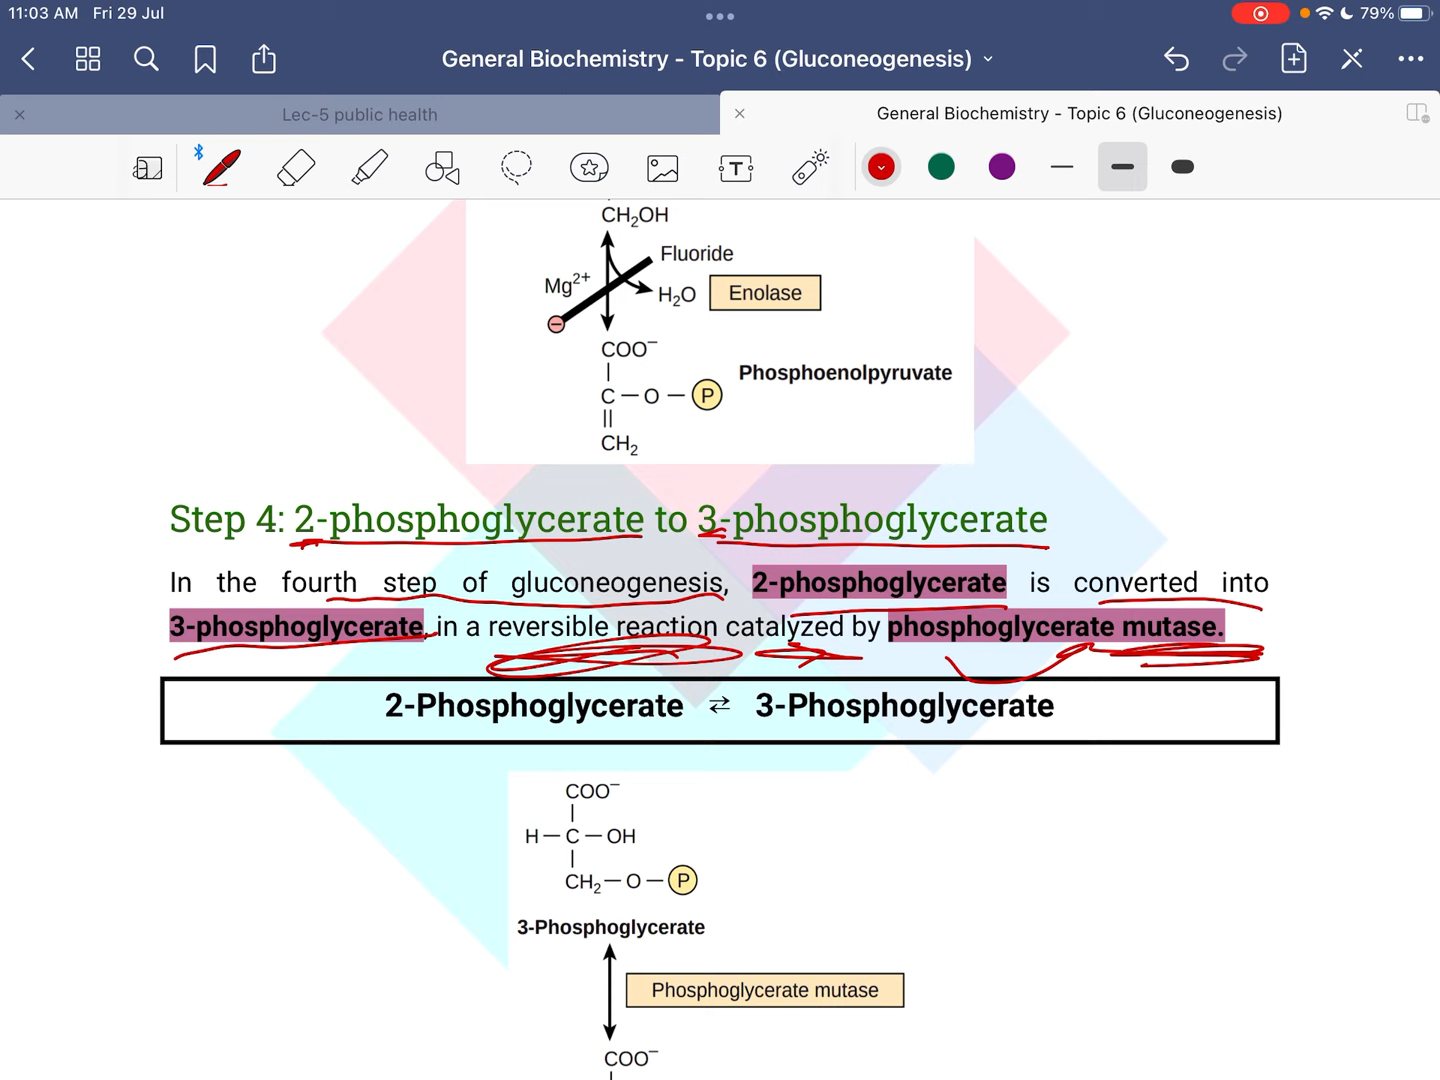 11:03 AM Fri 29 Jul
79%
General Biochemistry - Topic 6 (Gluconeogenesis)
Lec-5 public health
General Biochemistry - Topic 6 (Gluconeogenesis)
T
CH₂OH
Fluoride
Mg²⁺
H₂O
Enolase
COO⁻
Phosphoenolpyruvate
C — O — P
CH₂
Step 4: 2-phosphoglycerate to 3-phosphoglycerate
In the fourth step of gluconeogenesis, 2-phosphoglycerate is converted into
3-phosphoglycerate, in a reversible reaction catalyzed by phosphoglycerate mutase.
2-Phosphoglycerate ⇄ 3-Phosphoglycerate
COO⁻
H — C — OH
CH₂ — O — P
3-Phosphoglycerate
Phosphoglycerate mutase
COO⁻